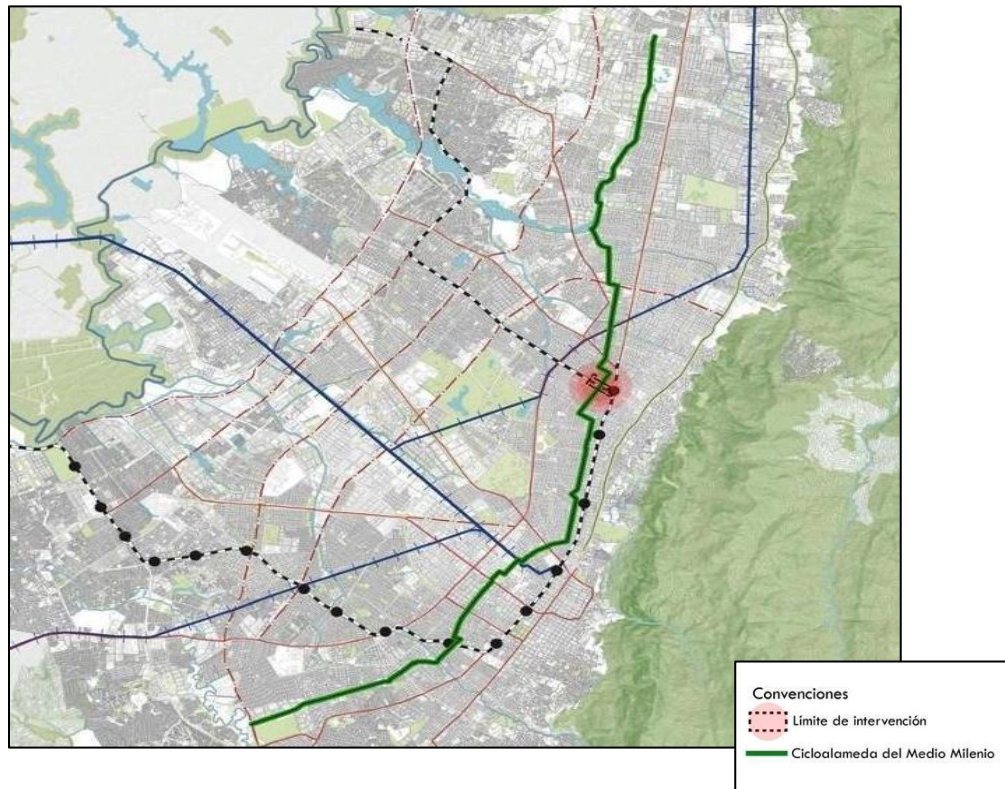 Convenciones
Límite de intervención
Cicloalameda del Medio Milenio